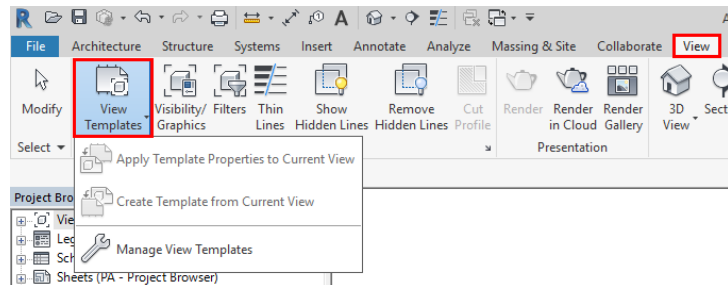 A
File Architecture Structure Systems Insert Annotate Analyze Massing & Site Collaborate View
Modify View Visibility/ Filters Thin Show Remove Cut Render Render Render 3D Sect
Templates Graphics Lines Hidden Lines Hidden Lines Profile in Cloud Gallery View
Select Presentation
Apply Template Properties to Current View
Project Bro
Create Template from Current View
Vie
Leg
Manage View Templates
Sch
Sheets (PA - Project Browser)